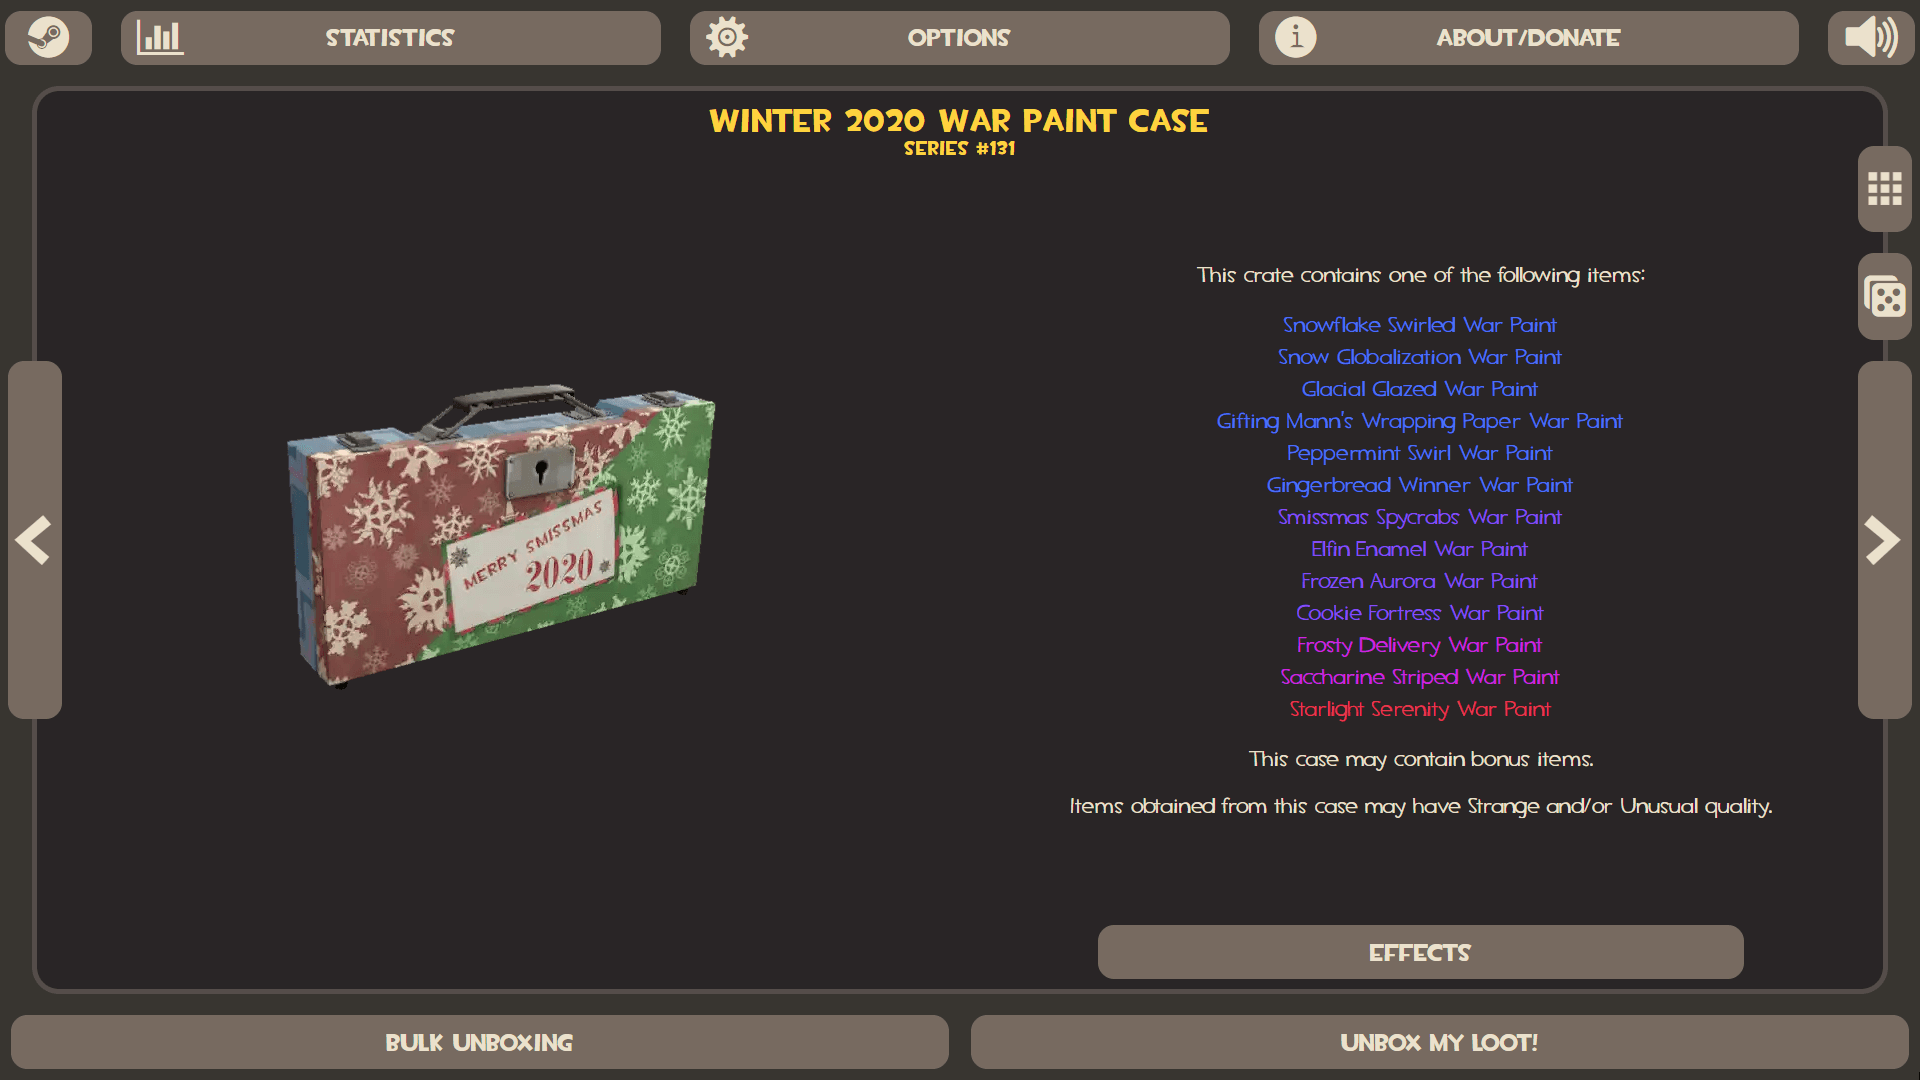 STATISTICS
OPTIONS
ABOUT/DONATE
WINTER 2020 WAR PAINT CASE
SERIES #131
This crate contains one of the following items:
Snowflake Swirled War Paint
Snow Globalization War Paint
Glacial Glazed War Paint
Gifting Mann's Wrapping Paper War Paint
Peppermint Swirl War Paint
Gingerbread Winner War Paint
Smissmas Spycrabs War Paint
Elfin Enamel War Paint
Frozen Aurora War Paint
Cookie Fortress War Paint
Frosty Delivery War Paint
Saccharine Striped War Paint
Starlight Serenity War Paint
This case may contain bonus items.
Items obtained from this case may have Strange and/or Unusual quality.
MERRY SMISSMAS
2020
EFFECTS
BULK UNBOXING
UNBOX MY LOOT!